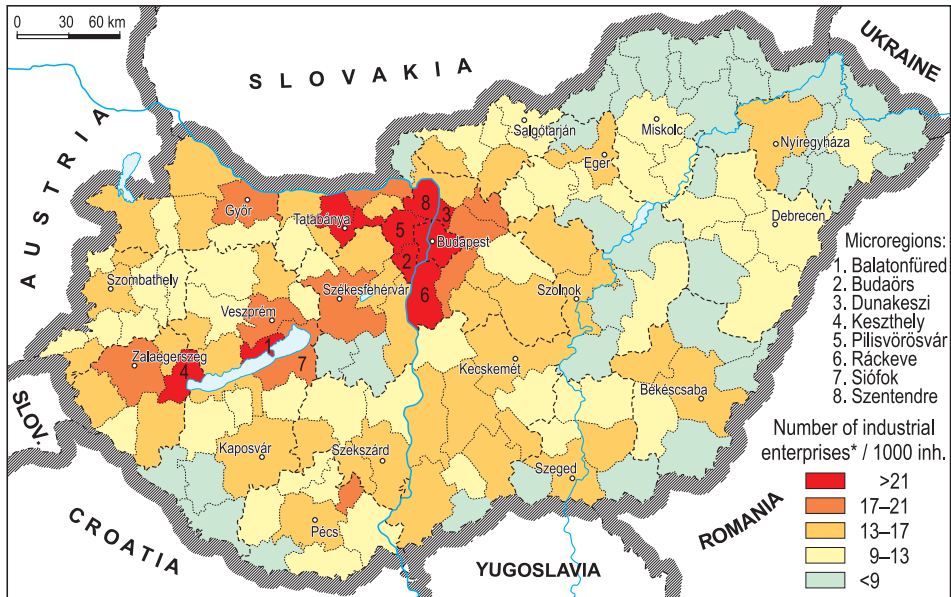 0 30 60 km
SLOVAKIA
UKRAINE
AUSTRIA
Salgótarján
Miskolc
Eger
Nyíregyháza
Győr
Tatabánya
8
3
5
Budapest
2
6
Debrecen
Szombathely
Székesfehérvár
Veszprém
Szolnok
1
7
Zalaegerszeg
4
Kecskemét
Békéscsaba
SLOV.
Kaposvár
Szekszárd
Szeged
Pécs
CROATIA
YUGOSLAVIA
ROMANIA
Microregions:
1. Balatonfüred
2. Budaörs
3. Dunakeszi
4. Keszthely
5. Pilisvörösvár
6. Ráckeve
7. Siófok
8. Szentendre
Number of industrial
enterprises* / 1000 inh.
>21
17–21
13–17
9–13
<9